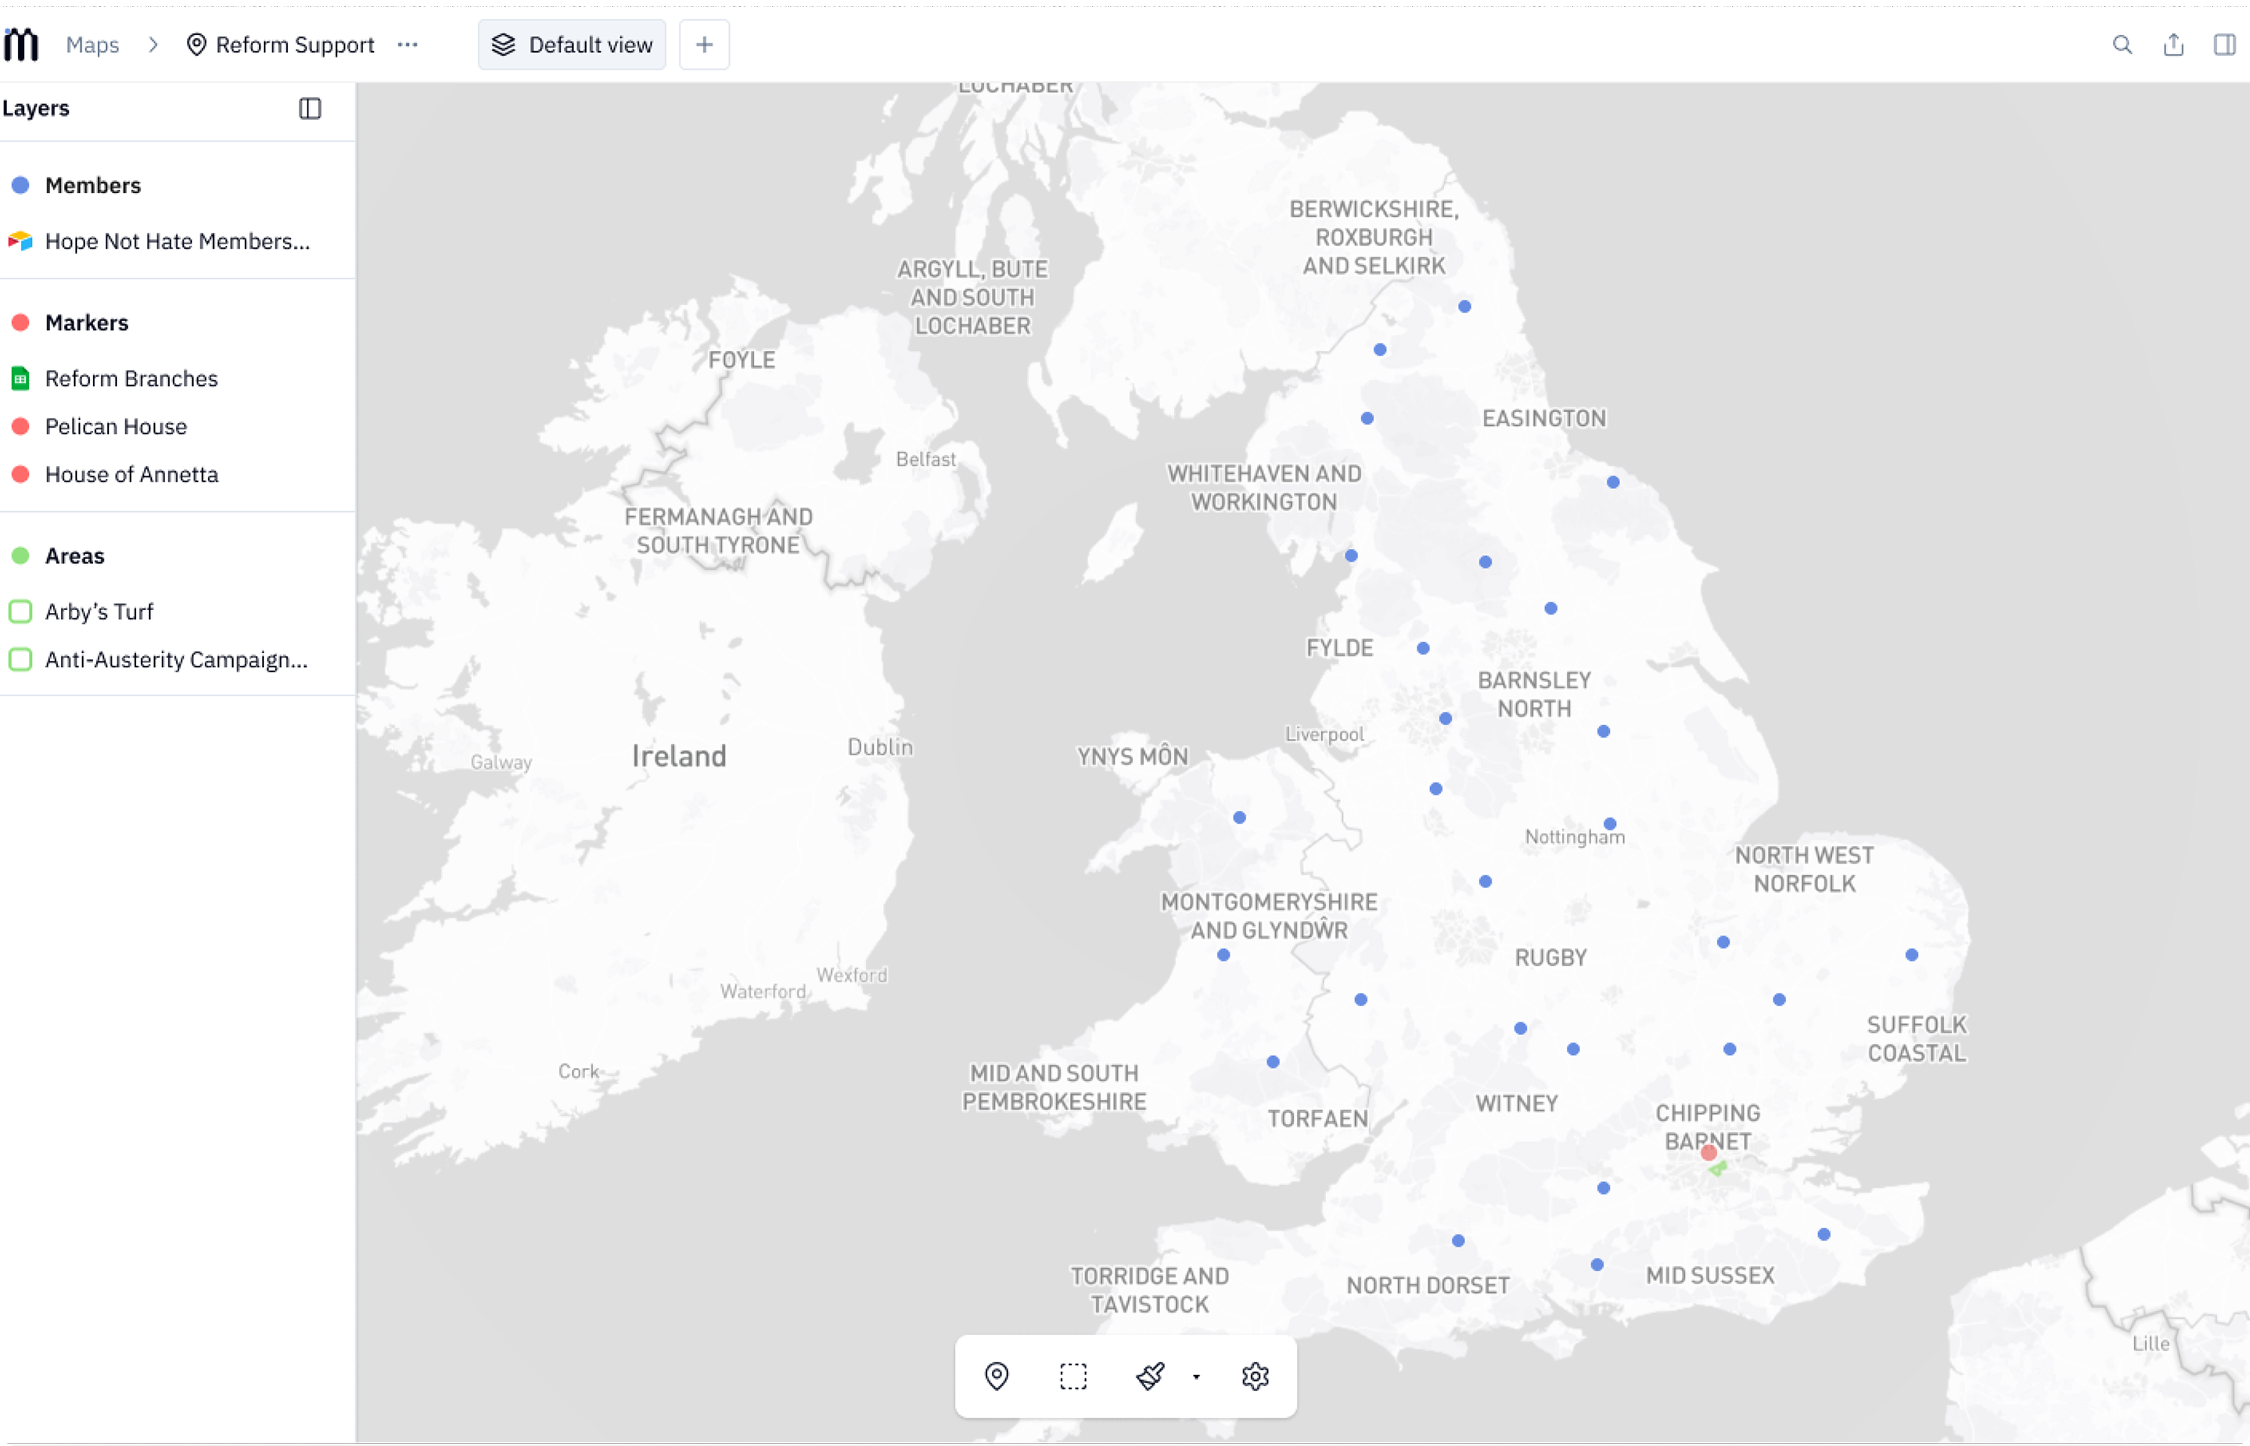 Maps
Reform Support
Default view
Layers
Members
Hope Not Hate Members...
Markers
Reform Branches
Pelican House
House of Annetta
Areas
Arby's Turf
Anti-Austerity Campaign...
LOCHABER
BERWICKSHIRE,
ROXBURGH
AND SELKIRK
ARGYLL, BUTE
AND SOUTH
LOCHABER
FOYLE
EASINGTON
Belfast
WHITEHAVEN AND
WORKINGTON
FERMANAGH AND
SOUTH TYRONE
FYLDE
BARNSLEY
NORTH
Liverpool
Dublin
YNYS MÔN
Ireland
Galway
Nottingham
NORTH WEST
NORFOLK
MONTGOMERYSHIRE
AND GLYNDŴR
RUGBY
Wexford
Waterford
SUFFOLK
COASTAL
Cork
MID AND SOUTH
PEMBROKESHIRE
TORFAEN
WITNEY
CHIPPING
BARNET
TORRIDGE AND
TAVISTOCK
NORTH DORSET
MID SUSSEX
Lille